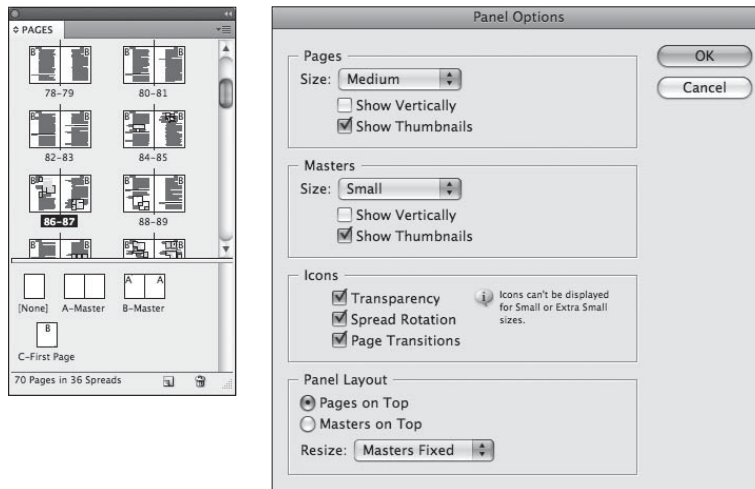 PAGES
B B B B
78-79 80-81
B B B B
82-83 84-85
B B B B
86-87 88-89
B B B B
A A
[None] A-Master B-Master
B
C-First Page
70 Pages in 36 Spreads
Panel Options
Pages
Size: Medium
Show Vertically
Show Thumbnails
Masters
Size: Small
Show Vertically
Show Thumbnails
Icons
Transparency
Spread Rotation
Page Transitions
Icons can't be displayed
for Small or Extra Small
sizes.
Panel Layout
Pages on Top
Masters on Top
Resize: Masters Fixed
OK
Cancel